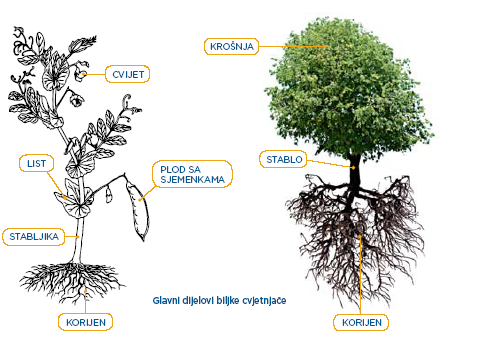 KROŠNJA
CVIJET
LIST
STABLO
PLOD SA
SJEMENKAMA
STABLJIKA
Glavni dijelovi biljke cvjetnjače
KORIJEN
KORIJEN